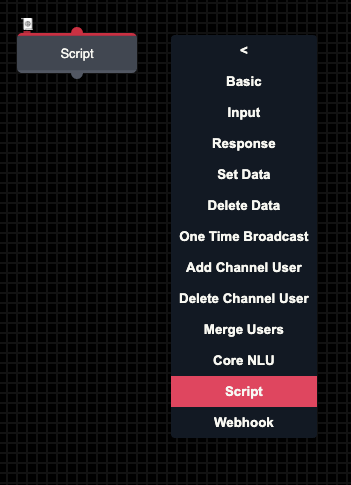 Script
<
Basic
Input
Response
Set Data
Delete Data
One Time Broadcast
Add Channel User
Delete Channel User
Merge Users
Core NLU
Script
Webhook